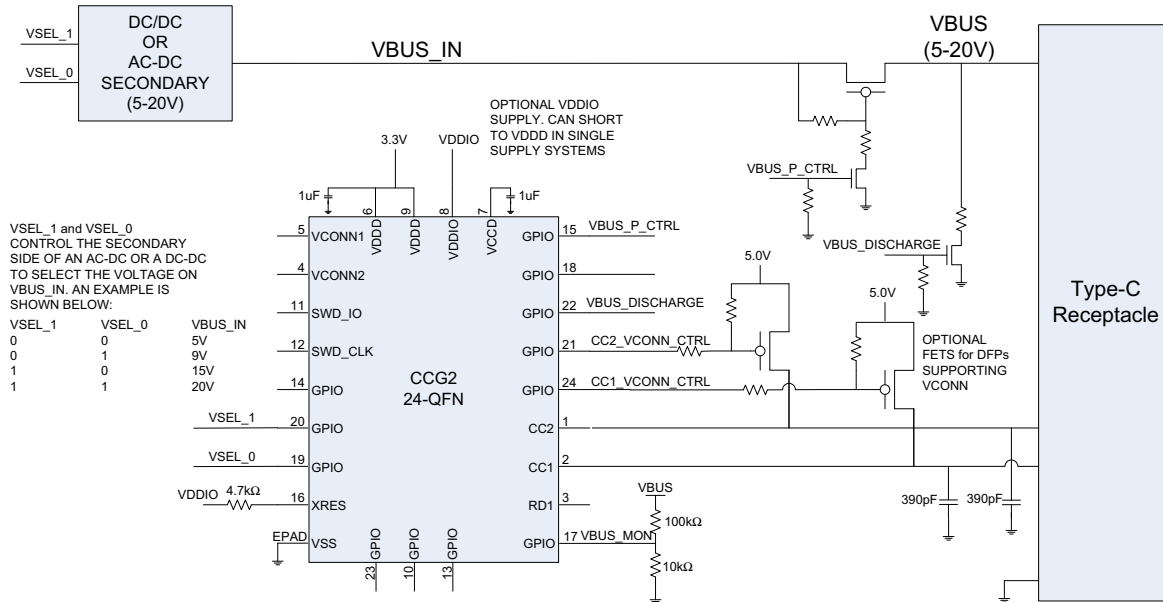 VSEL_1
VSEL_0
DC/DC
OR
AC-DC
SECONDARY
(5-20V)
VBUS_IN
VBUS
(5-20V)
OPTIONAL VDDIO
SUPPLY. CAN SHORT
TO VDDD IN SINGLE
SUPPLY SYSTEMS
3.3V
VDDIO
1uF
1uF
VBUS_P_CTRL
VBUS_DISCHARGE
VSEL_1 and VSEL_0
CONTROL THE SECONDARY
SIDE OF AN AC-DC OR A DC-DC
TO SELECT THE VOLTAGE ON
VBUS_IN. AN EXAMPLE IS
SHOWN BELOW:
VSEL_1 VSEL_0 VBUS_IN
0 0 5V
0 1 9V
1 0 15V
1 1 20V
6 9 8 7
VDDD VDDD VDDIO VCCD
5 VCONN1
4 VCONN2
11 SWD_IO
12 SWD_CLK
14 GPIO
VSEL_1 20 GPIO
VSEL_0 19 GPIO
VDDIO 4.7kΩ 16 XRES
EPAD VSS
CCG2
24-QFN
GPIO GPIO GPIO
23 10 13
GPIO 15 VBUS_P_CTRL
GPIO 18
GPIO 22 VBUS_DISCHARGE
GPIO 21 CC2_VCONN_CTRL
GPIO 24 CC1_VCONN_CTRL
CC2 1
CC1 2
RD1 3
GPIO 17 VBUS_MON
VBUS
100kΩ
10kΩ
5.0V
5.0V
OPTIONAL
FETS for DFPs
SUPPORTING
VCONN
390pF
390pF
Type-C
Receptacle